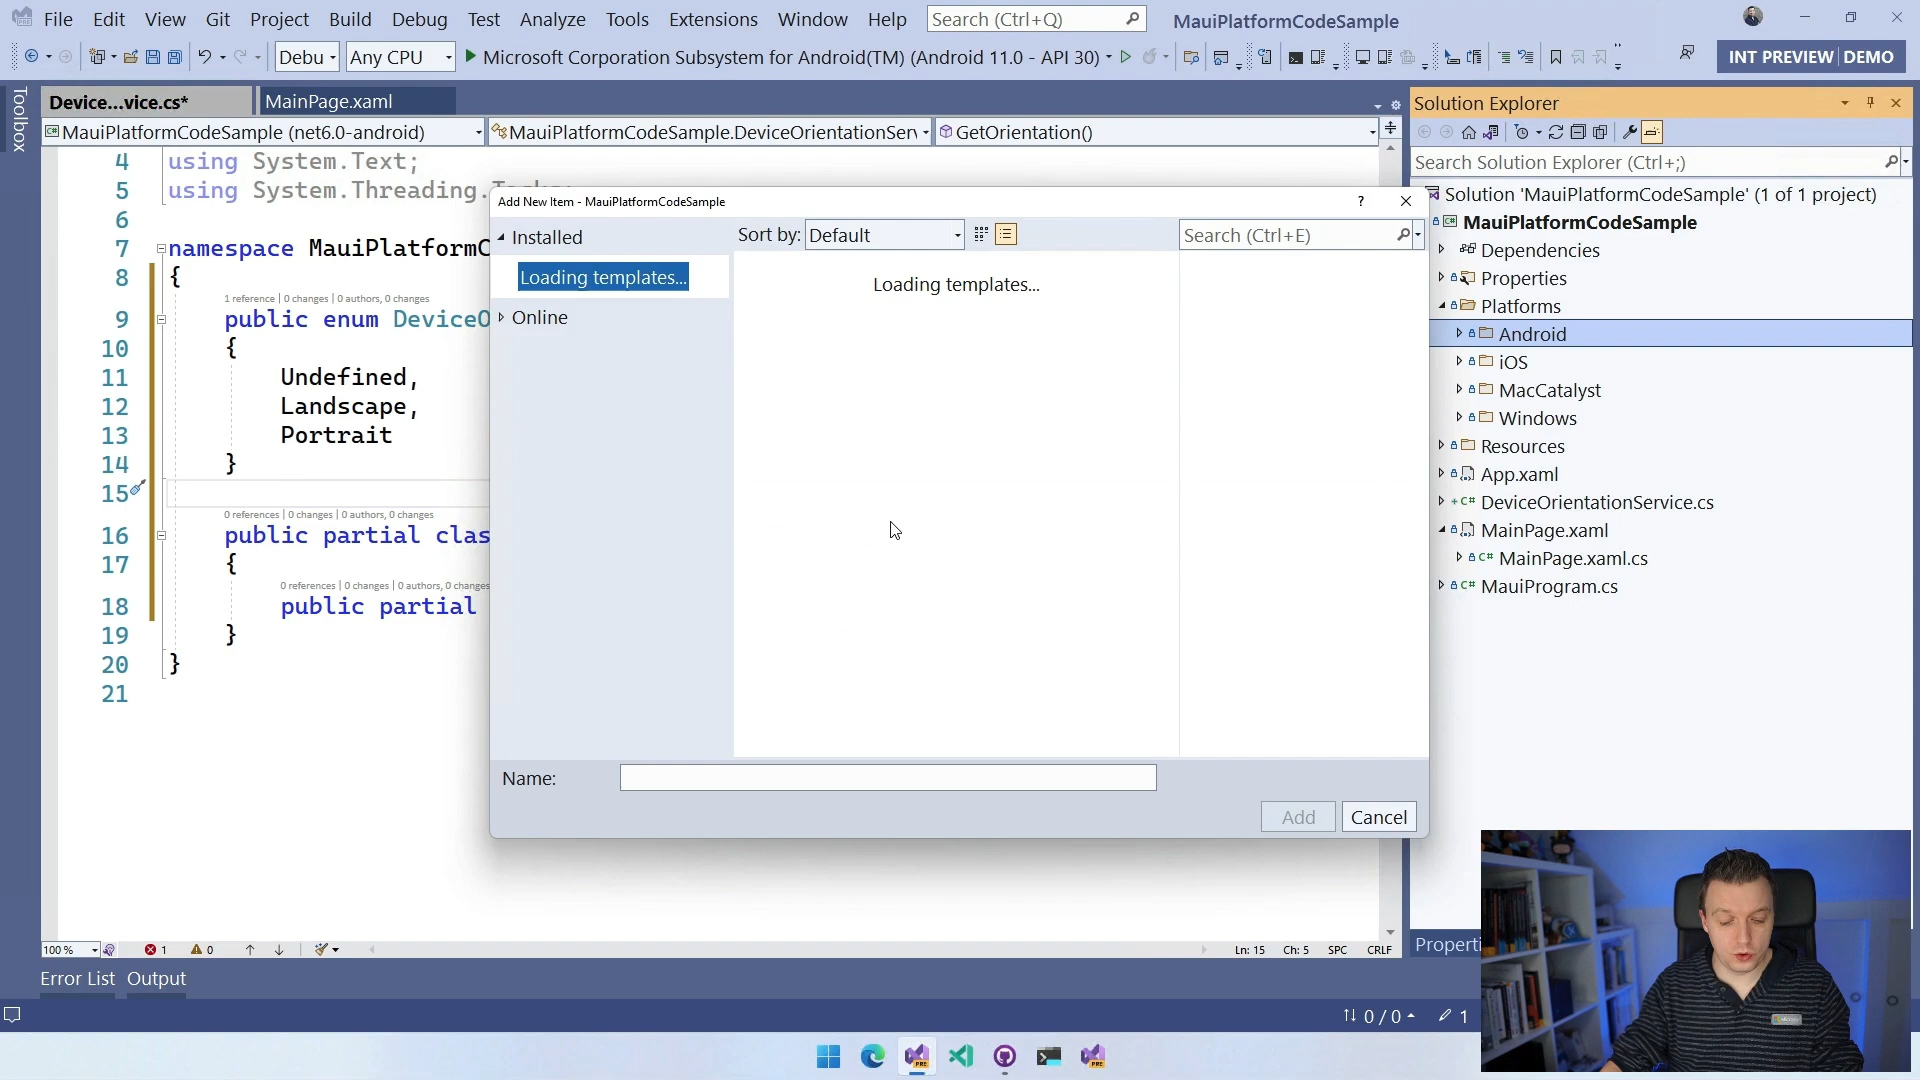 File Edit View Git Project Build Debug Test Analyze Tools Extensions Window Help Search (Ctrl+Q) MauiPlatformCodeSample
Debu Any CPU Microsoft Corporation Subsystem for Android(TM) (Android 11.0 - API 30) INT PREVIEW DEMO
Toolbox
Device...vice.cs* MainPage.xaml
MauiPlatformCodeSample (net6.0-android) MauiPlatformCodeSample.DeviceOrientationSer GetOrientation()
4 using System.Text;
5 using System.Threading.Tasks;
6
7 namespace MauiPlatformC
8 {
1 reference | 0 changes | 0 authors, 0 changes
9 public enum DeviceO
10 {
11 Undefined,
12 Landscape,
13 Portrait
14 }
15
0 references | 0 changes | 0 authors, 0 changes
16 public partial clas
17 {
0 references | 0 changes | 0 authors, 0 changes
18 public partial
19 }
20 }
21
Add New Item - MauiPlatformCodeSample ?
Installed
Loading templates...
Online
Sort by: Default
Search (Ctrl+E)
Loading templates...
Name:
Add Cancel
Solution Explorer
Search Solution Explorer (Ctrl+;)
Solution 'MauiPlatformCodeSample' (1 of 1 project)
MauiPlatformCodeSample
Dependencies
Properties
Platforms
Android
iOS
MacCatalyst
Windows
Resources
App.xaml
DeviceOrientationService.cs
MainPage.xaml
MainPage.xaml.cs
MauiProgram.cs
Properti
100 % 1 0 Ln: 15 Ch: 5 SPC CRLF
Error List Output
0 / 0 1